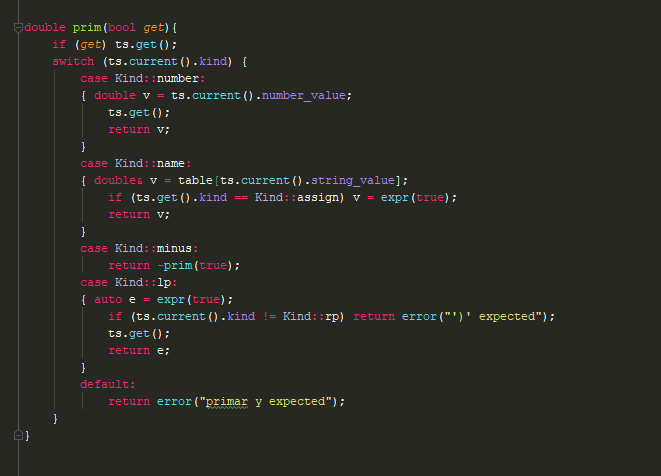 double prim(bool get){
if (get) ts.get();
switch (ts.current().kind) {
case Kind::number:
{ double v = ts.current().number_value;
ts.get();
return v;
}
case Kind::name:
{ double& v = table[ts.current().string_value];
if (ts.get().kind == Kind::assign) v = expr(true);
return v;
}
case Kind::minus:
return -prim(true);
case Kind::lp:
{ auto e = expr(true);
if (ts.current().kind != Kind::rp) return error("')' expected");
ts.get();
return e;
}
default:
return error("primar y expected");
}
}